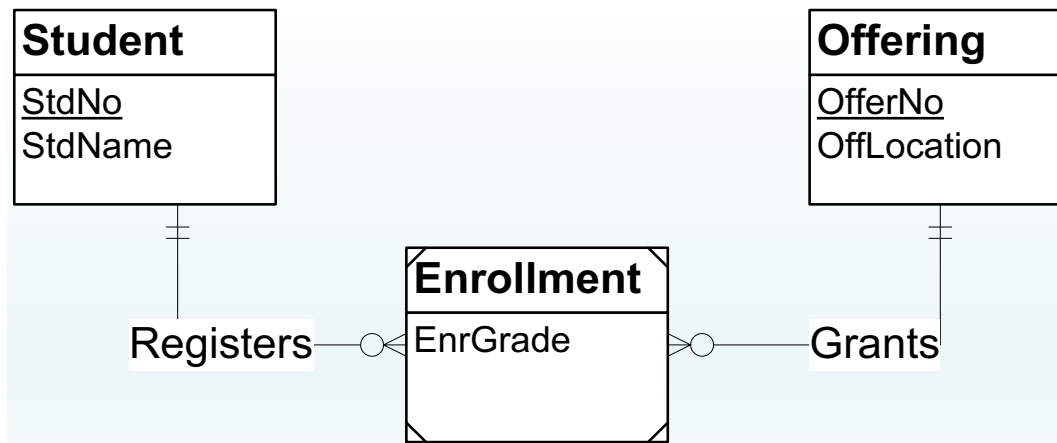 Student
StdNo
StdName
Offering
OfferNo
OffLocation
Enrollment
EnrGrade
Registers
Grants